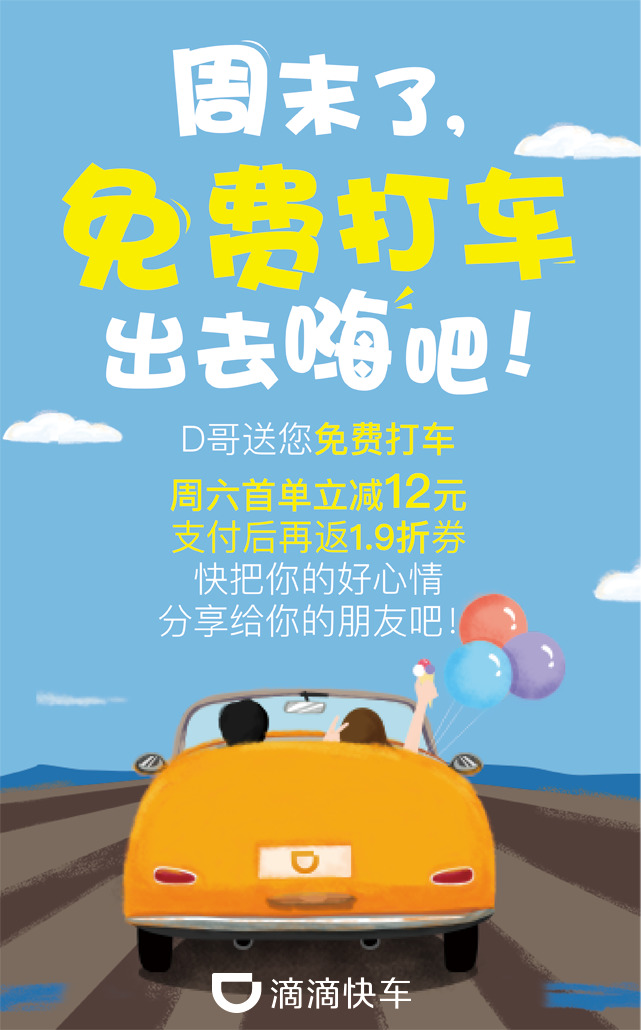 周末了，
免费打车
出去嗨吧！
D哥送您免费打车
周六首单立减12元
支付后再返1.9折券
快把你的好心情
分享给你的朋友吧！
滴滴快车